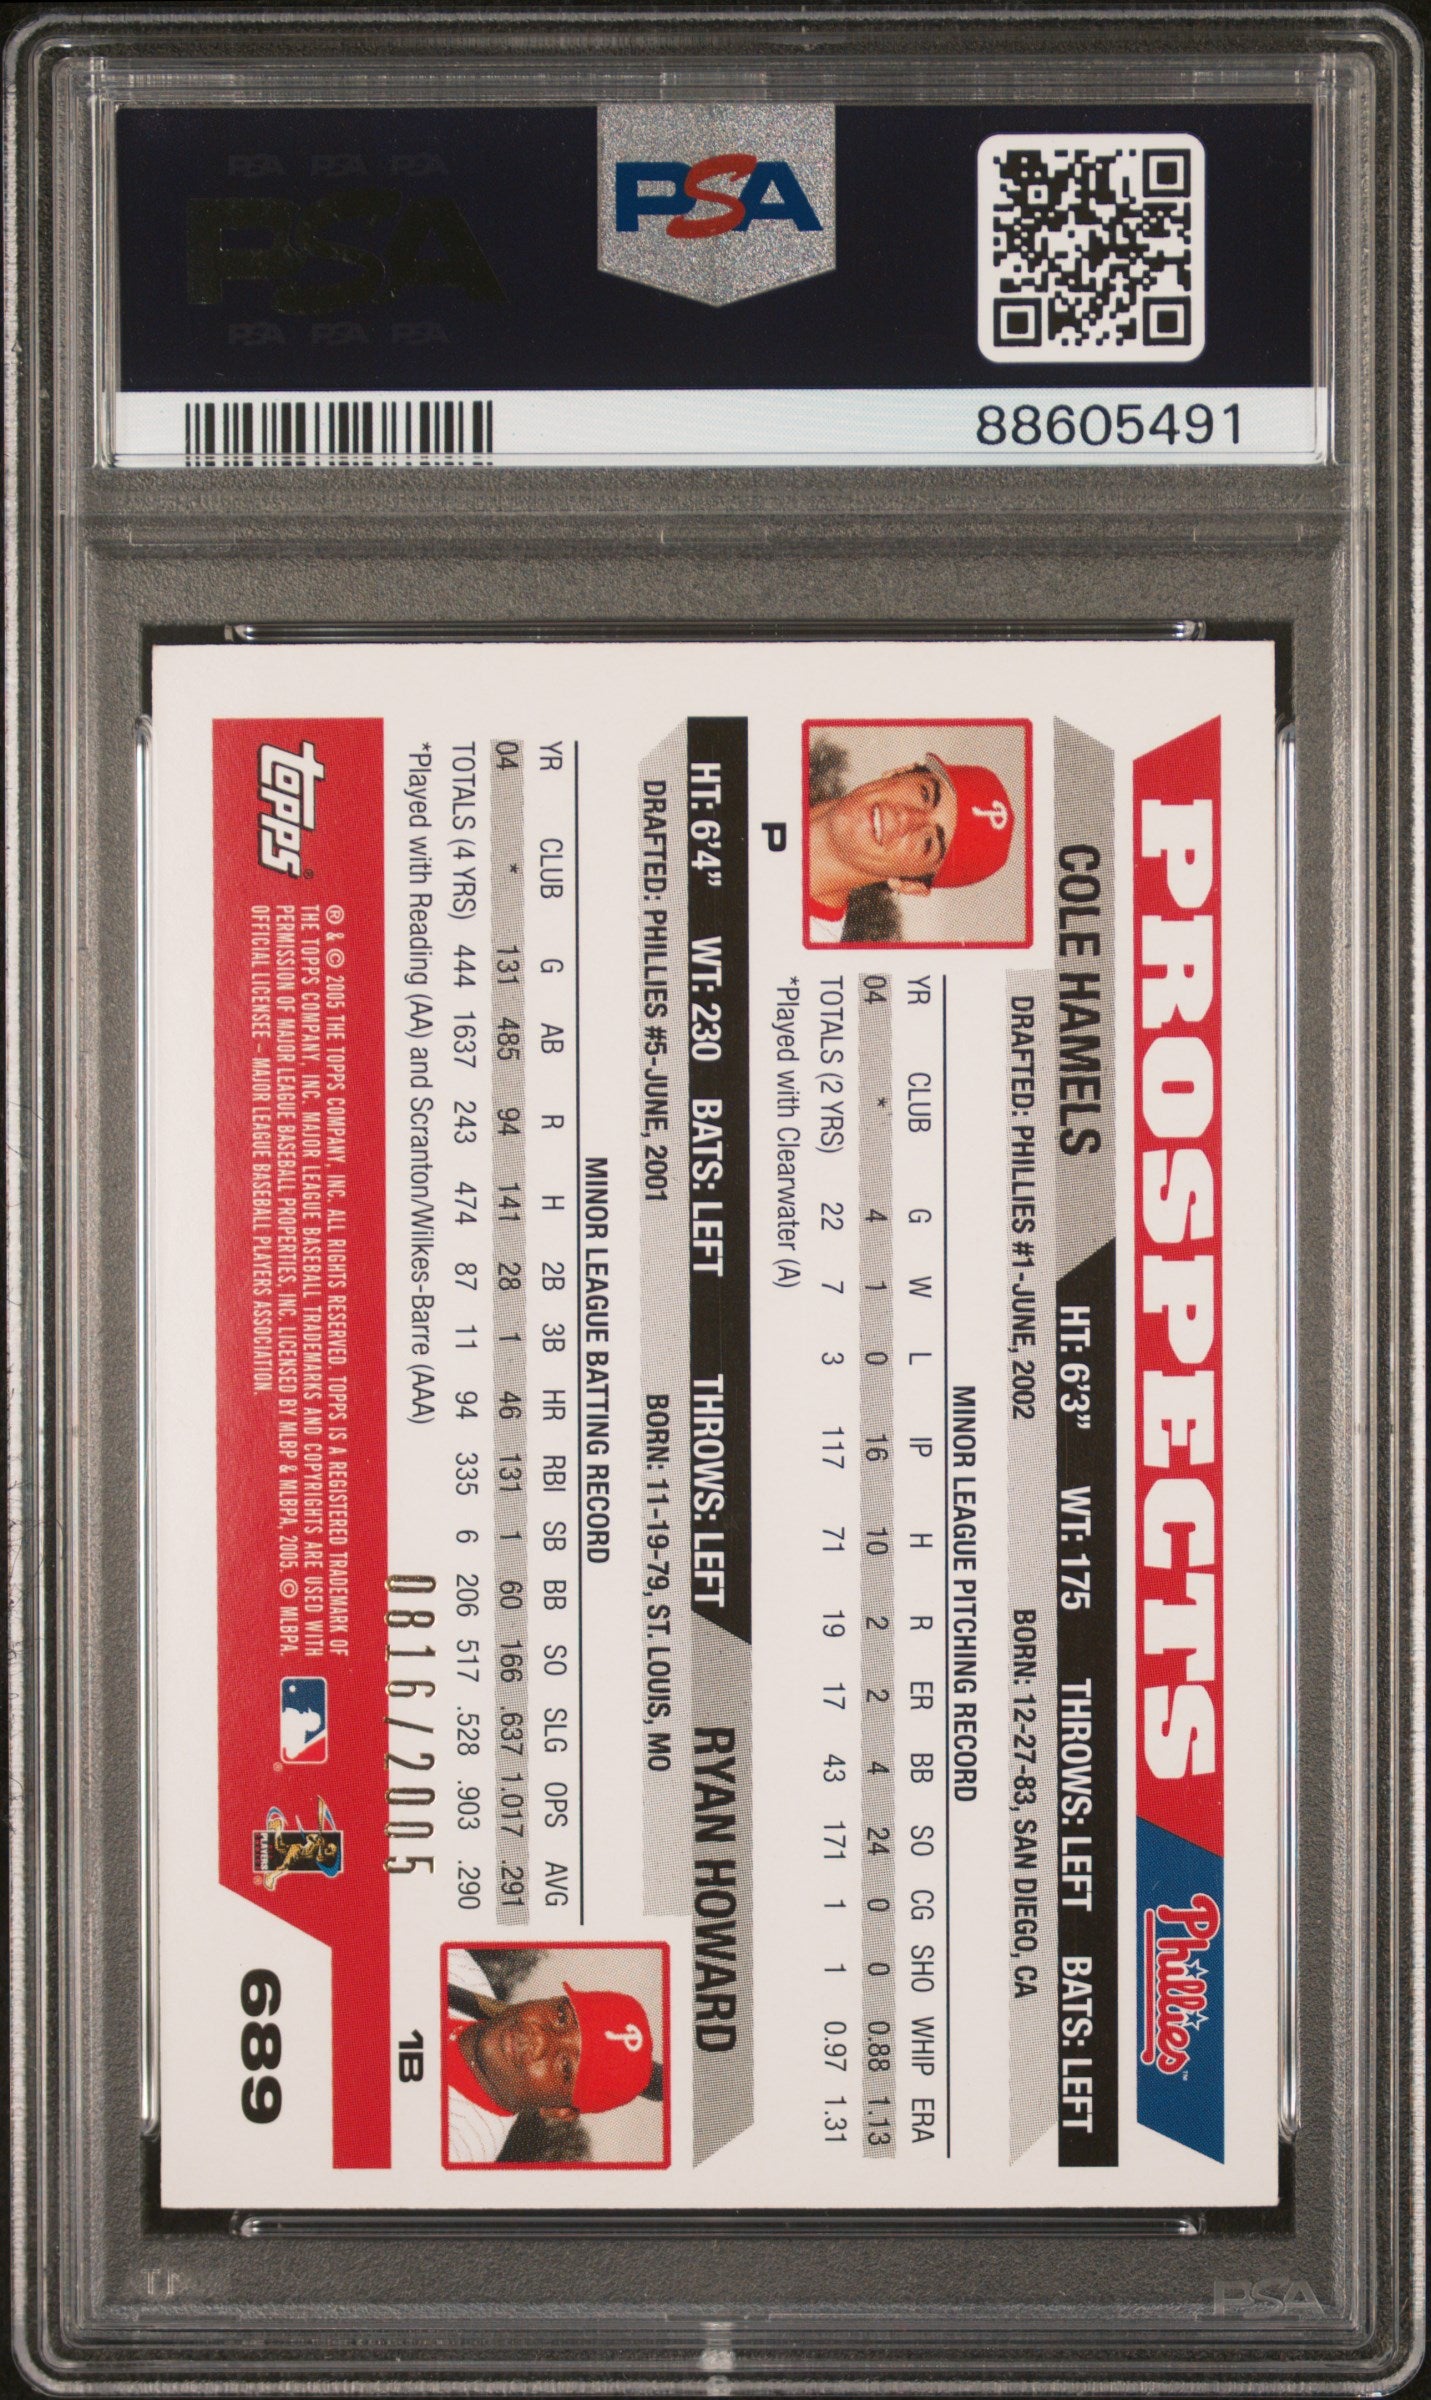 PSA PSA PSA
PSA
PSA PSA PSA
PSA
88605491
PROSPECTS
Phillies™
COLE HAMELS HT: 6'3" WT: 175 THROWS: LEFT BATS: LEFT
DRAFTED: PHILLIES #1-JUNE, 2002 BORN: 12-27-83, SAN DIEGO, CA
P
MINOR LEAGUE PITCHING RECORD
YR CLUB G W L IP H R ER BB SO CG SHO WHIP ERA
04 * 4 1 0 16 10 2 2 4 24 0 0 0.88 1.13
TOTALS (2 YRS) 22 7 3 117 71 19 17 43 171 1 1 0.97 1.31
*Played with Clearwater (A)
HT: 6'4" WT: 230 BATS: LEFT THROWS: LEFT RYAN HOWARD
DRAFTED: PHILLIES #5-JUNE, 2001 BORN: 11-19-79, ST. LOUIS, MO
MINOR LEAGUE BATTING RECORD
YR CLUB G AB R H 2B 3B HR RBI SB BB SO SLG OPS AVG
04 * 131 485 94 141 28 1 46 131 1 60 166 .637 1.017 .291
TOTALS (4 YRS) 444 1637 243 474 87 11 94 335 6 206 517 .528 .903 .290
*Played with Reading (AA) and Scranton/Wilkes-Barre (AAA)
1B
0816/2005
topps®
® & © 2005 THE TOPPS COMPANY, INC. ALL RIGHTS RESERVED. TOPPS IS A REGISTERED TRADEMARK OF
THE TOPPS COMPANY, INC. MAJOR LEAGUE BASEBALL TRADEMARKS AND COPYRIGHTS ARE USED WITH
PERMISSION OF MAJOR LEAGUE BASEBALL PROPERTIES, INC. LICENSED BY MLBP & MLBPA, 2005. © MLBPA.
OFFICIAL LICENSEE – MAJOR LEAGUE BASEBALL PLAYERS ASSOCIATION
PLAYERS
689
PSA